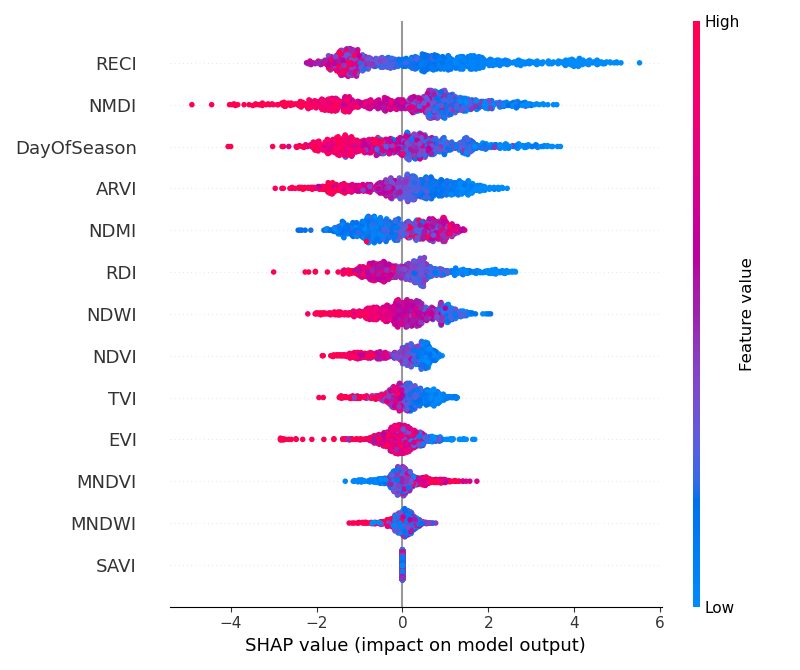 High
RECI
NMDI
DayOfSeason
ARVI
NDMI
RDI
NDWI
NDVI
TVI
EVI
MNDVI
MNDWI
SAVI
Feature value
Low
−4 −2 0 2 4 6
SHAP value (impact on model output)